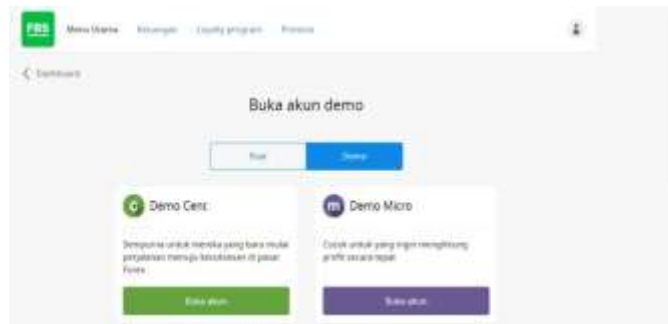 FBS Menu Utama Keuangan Loyalty program Promosi
Dashboard
Buka akun demo
Riil Demo
Demo Cent
Sempurna untuk mereka yang baru mulai
perjalanan menuju kesuksesan di pasar
Forex
Buka akun
Demo Micro
Cocok untuk yang ingin menghitung
profit secara tepat
Buka akun